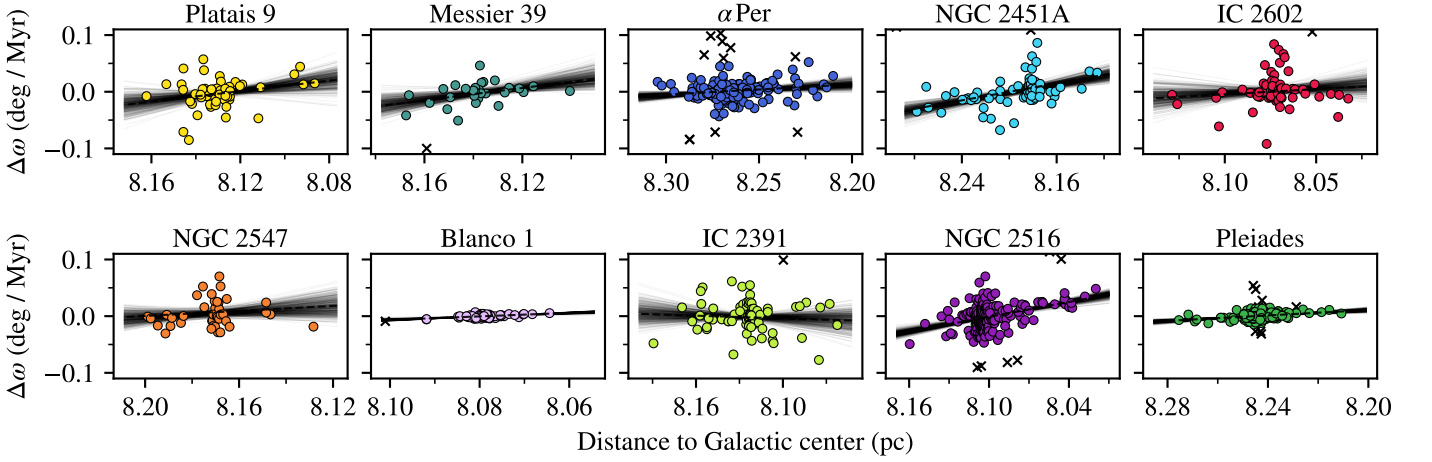 Platais 9 Messier 39 α Per NGC 2451A IC 2602
Δω (deg / Myr)
0.1
0.0
−0.1
8.16 8.12 8.08 8.16 8.12 8.30 8.25 8.20 8.24 8.16 8.10 8.05
NGC 2547 Blanco 1 IC 2391 NGC 2516 Pleiades
Δω (deg / Myr)
0.1
0.0
−0.1
8.20 8.16 8.12 8.10 8.08 8.06 8.16 8.10 8.16 8.10 8.04 8.28 8.24 8.20
Distance to Galactic center (pc)